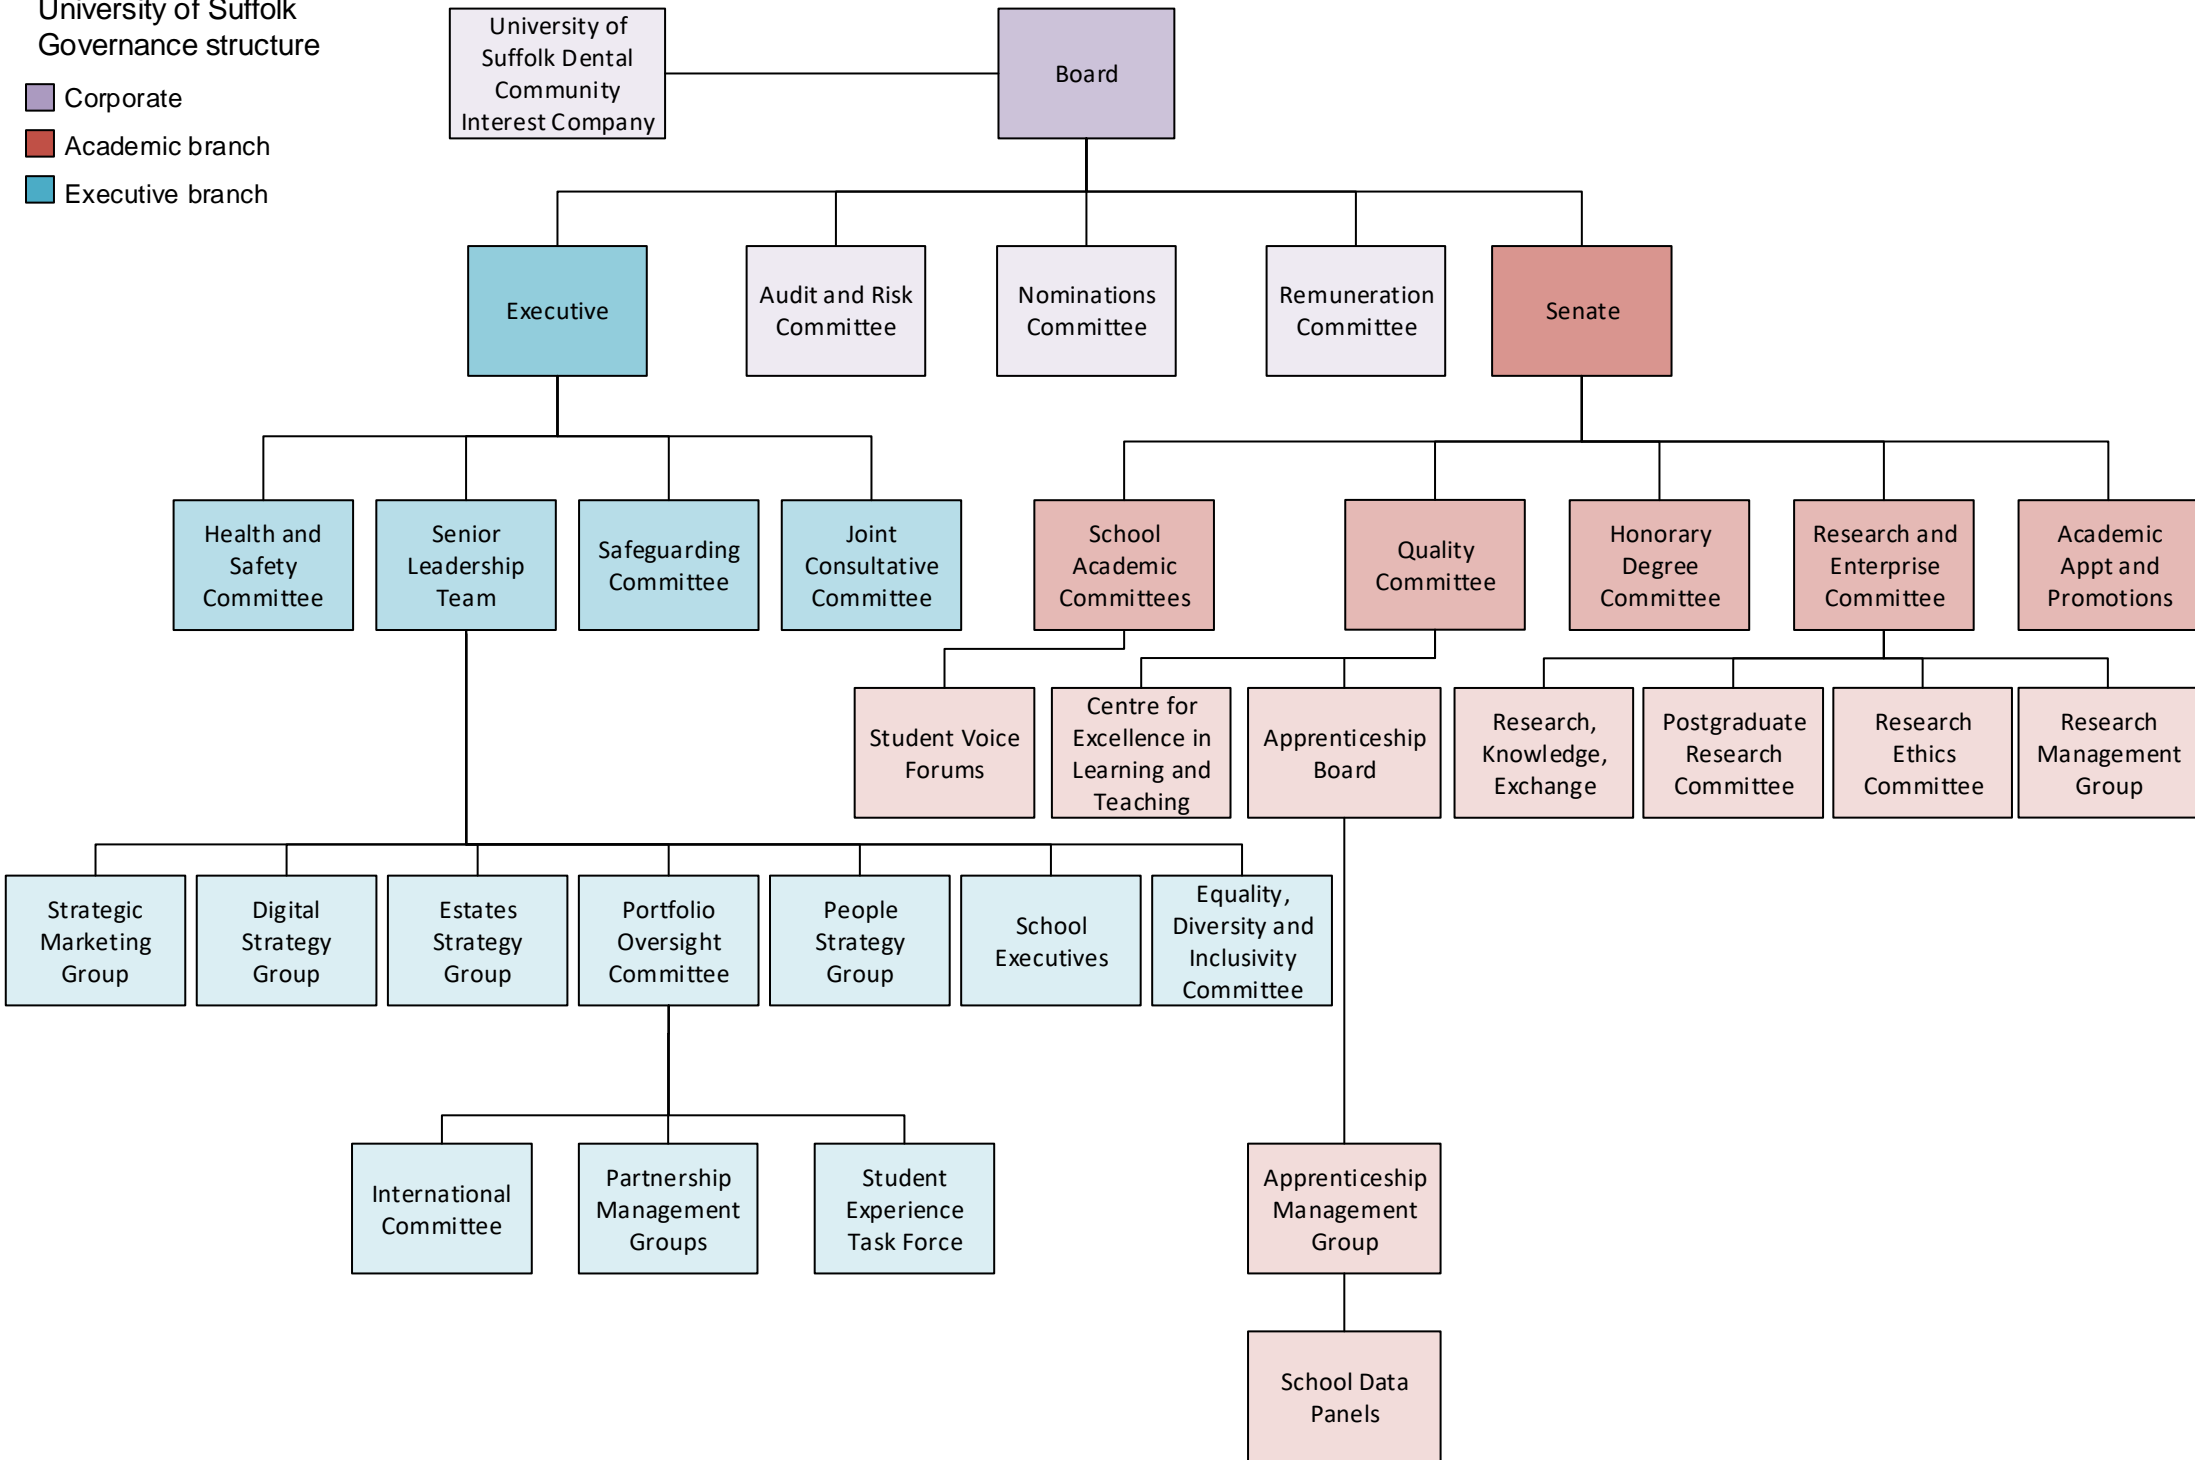 University of Suffolk
Governance structure
Corporate
Academic branch
Executive branch
University of
Suffolk Dental
Community
Interest Company
Board
Executive
Audit and Risk
Committee
Nominations
Committee
Remuneration
Committee
Senate
Health and
Safety
Committee
Senior
Leadership
Team
Safeguarding
Committee
Joint
Consultative
Committee
School
Academic
Committees
Quality
Committee
Honorary
Degree
Committee
Research and
Enterprise
Committee
Academic
Appt and
Promotions
Student Voice
Forums
Centre for
Excellence in
Learning and
Teaching
Apprenticeship
Board
Research,
Knowledge,
Exchange
Postgraduate
Research
Committee
Research
Ethics
Committee
Research
Management
Group
Strategic
Marketing
Group
Digital
Strategy
Group
Estates
Strategy
Group
Portfolio
Oversight
Committee
People
Strategy
Group
School
Executives
Equality,
Diversity and
Inclusivity
Committee
International
Committee
Partnership
Management
Groups
Student
Experience
Task Force
Apprenticeship
Management
Group
School Data
Panels